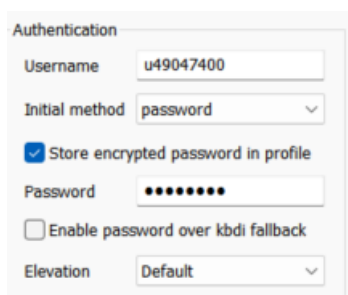 Authentication
Username u49047400
Initial method password
Store encrypted password in profile
Password ••••••••
Enable password over kbdi fallback
Elevation Default